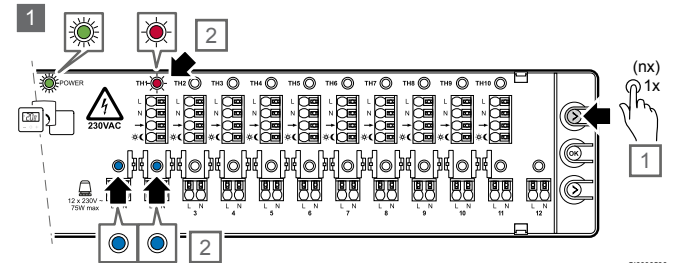 1
2
(nx)
1x
POWER
TH1 TH2 TH3 TH4 TH5 TH6 TH7 TH8 TH9 TH10
L L L L L L L L L L
N N N N N N N N N N
230VAC
OK
1
12 x 230V ~
75W max
N N L N L N L N L N L N L N L N L N L N L N
3 4 5 6 7 8 9 10 11 12
2